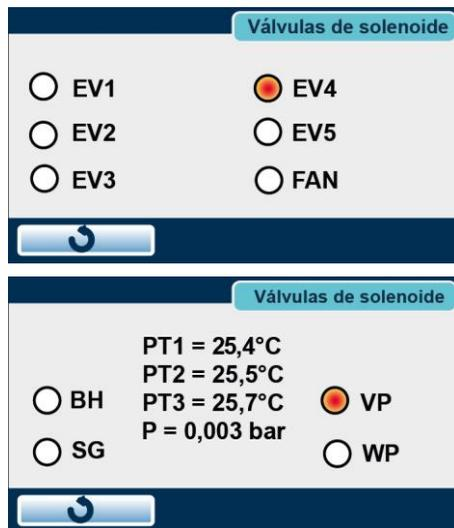 Válvulas de solenoide
EV1
EV4
EV2
EV5
EV3
FAN
Válvulas de solenoide
PT1 = 25,4°C
PT2 = 25,5°C
BH
PT3 = 25,7°C
VP
P = 0,003 bar
SG
WP